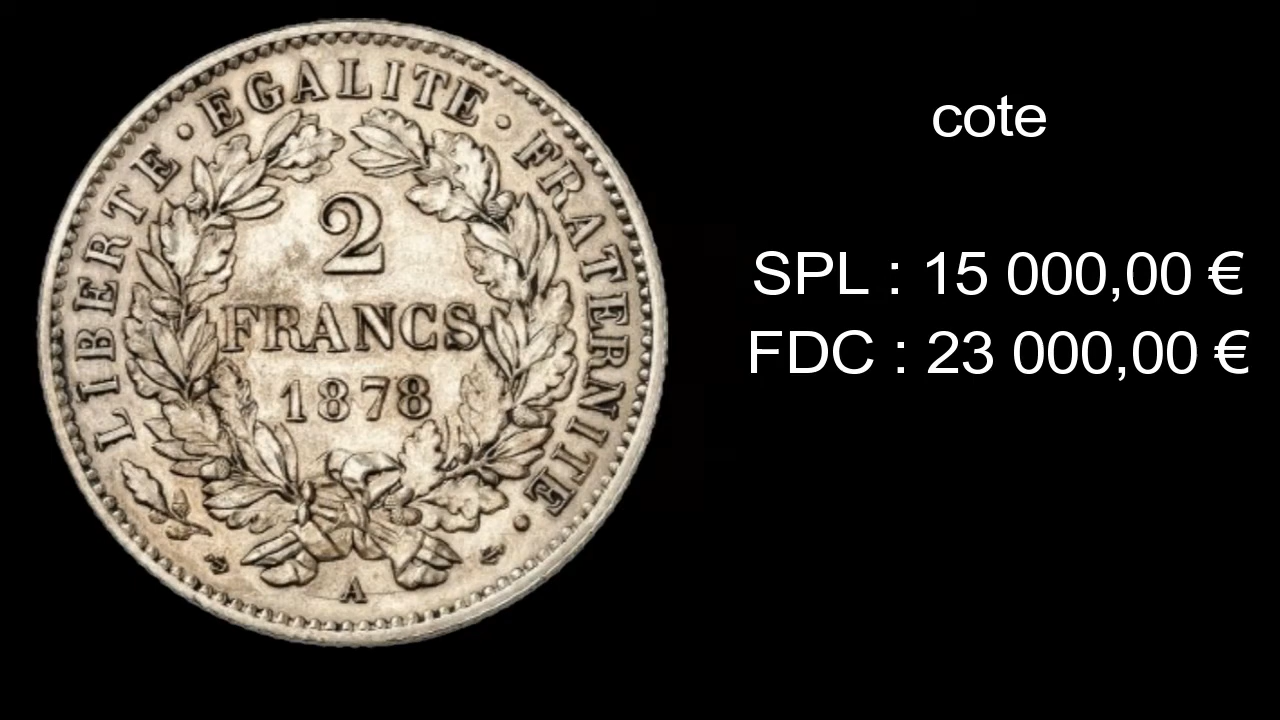 LIBERTE · EGALITE · FRATERNITE ·
2
FRANCS
1878
A
cote
SPL : 15 000,00 €
FDC : 23 000,00 €